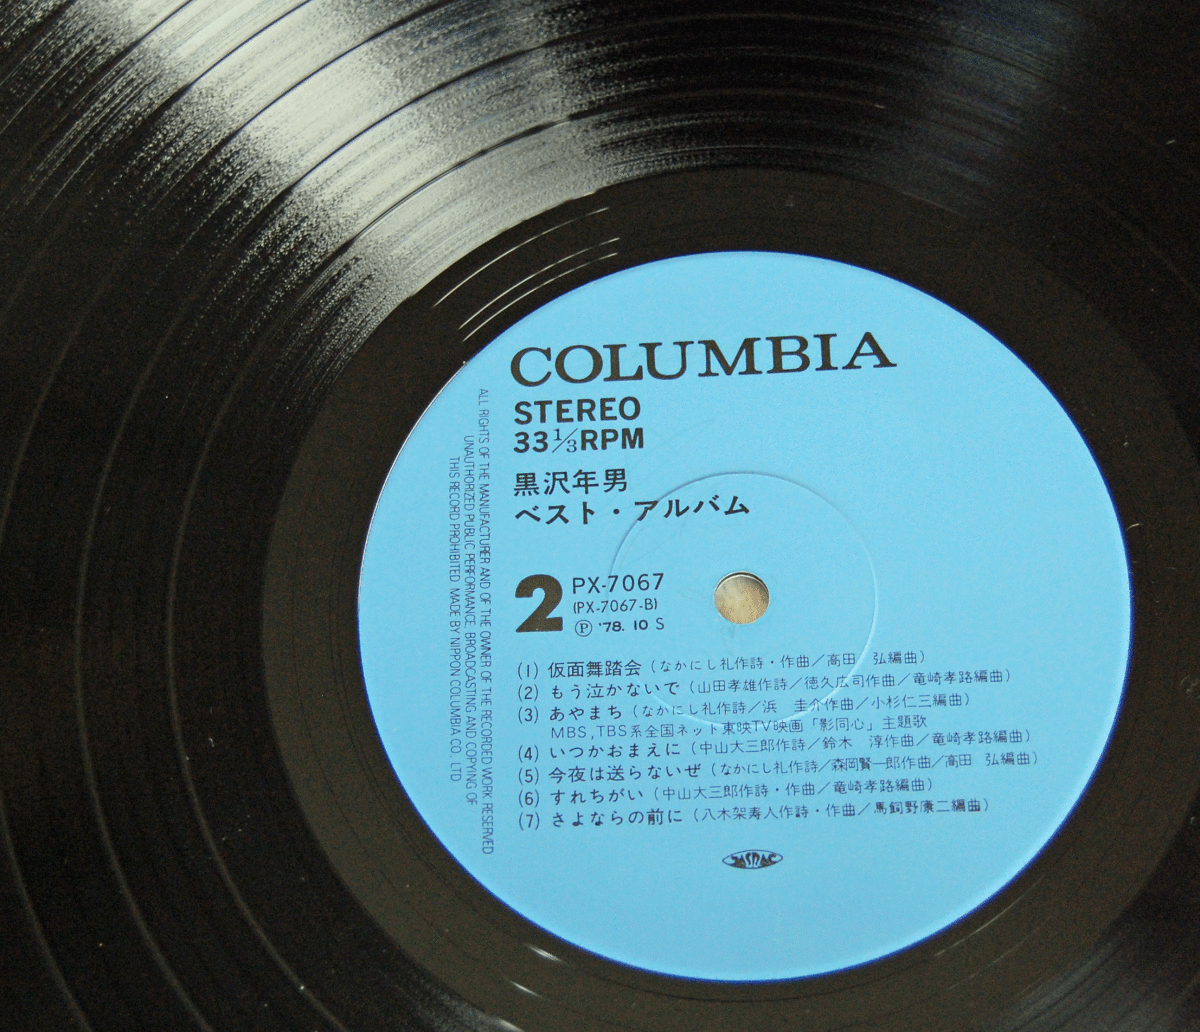 COLUMBIA
STEREO
33 1/3 RPM
黒沢年男
ベスト・アルバム
2
PX-7067
(PX-7067-B)
Ⓟ '78. 10 S
(1) 仮面舞踏会(なかにし礼作詩・作曲/高田 弘編曲)
(2) もう泣かないで(山田孝雄作詩/徳久広司作曲/竜崎孝路編曲)
(3) あやまち(なかにし礼作詩/浜 圭介作曲/小杉仁三編曲)
MBS,TBS系全国ネット東映TV映画「影同心」主題歌
(4) いつかおまえに(中山大三郎作詩/鈴木 淳作曲/竜崎孝路編曲)
(5) 今夜は送らないぜ(なかにし礼作詩/森岡賢一郎作曲/高田 弘編曲)
(6) すれちがい(中山大三郎作詩・作曲/竜崎孝路編曲)
(7) さよならの前に(八木架寿人作詩・作曲/馬飼野康二編曲)
JASRAC
ALL RIGHTS OF THE MANUFACTURER AND OF THE OWNER OF THE RECORDED WORK RESERVED
UNAUTHORIZED PUBLIC PERFORMANCE, BROADCASTING AND COPYING OF
THIS RECORD PROHIBITED MADE BY NIPPON COLUMBIA CO., LTD